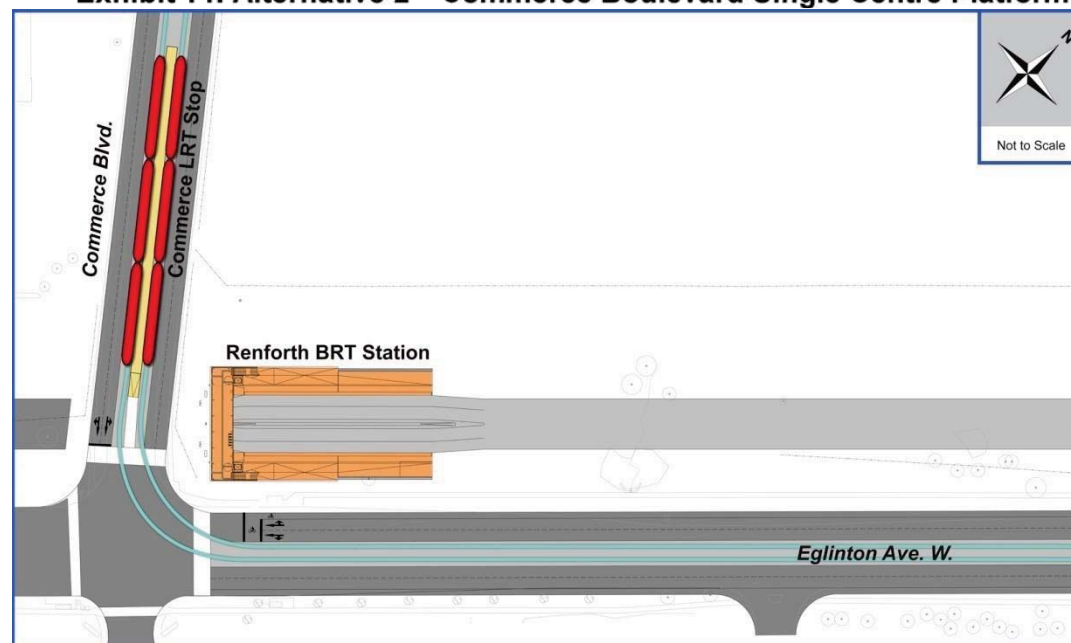 Exhibit 11: Alternative 2 – Commerce Boulevard Single Centre Platform
N
Not to Scale
Commerce Blvd.
Commerce LRT Stop
Renforth BRT Station
Eglinton Ave. W.